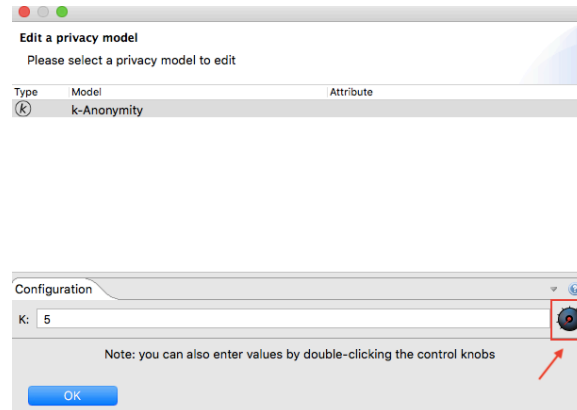 Edit a privacy model
Please select a privacy model to edit
Type Model Attribute
k k-Anonymity
Configuration
K: 5
Note: you can also enter values by double-clicking the control knobs
OK